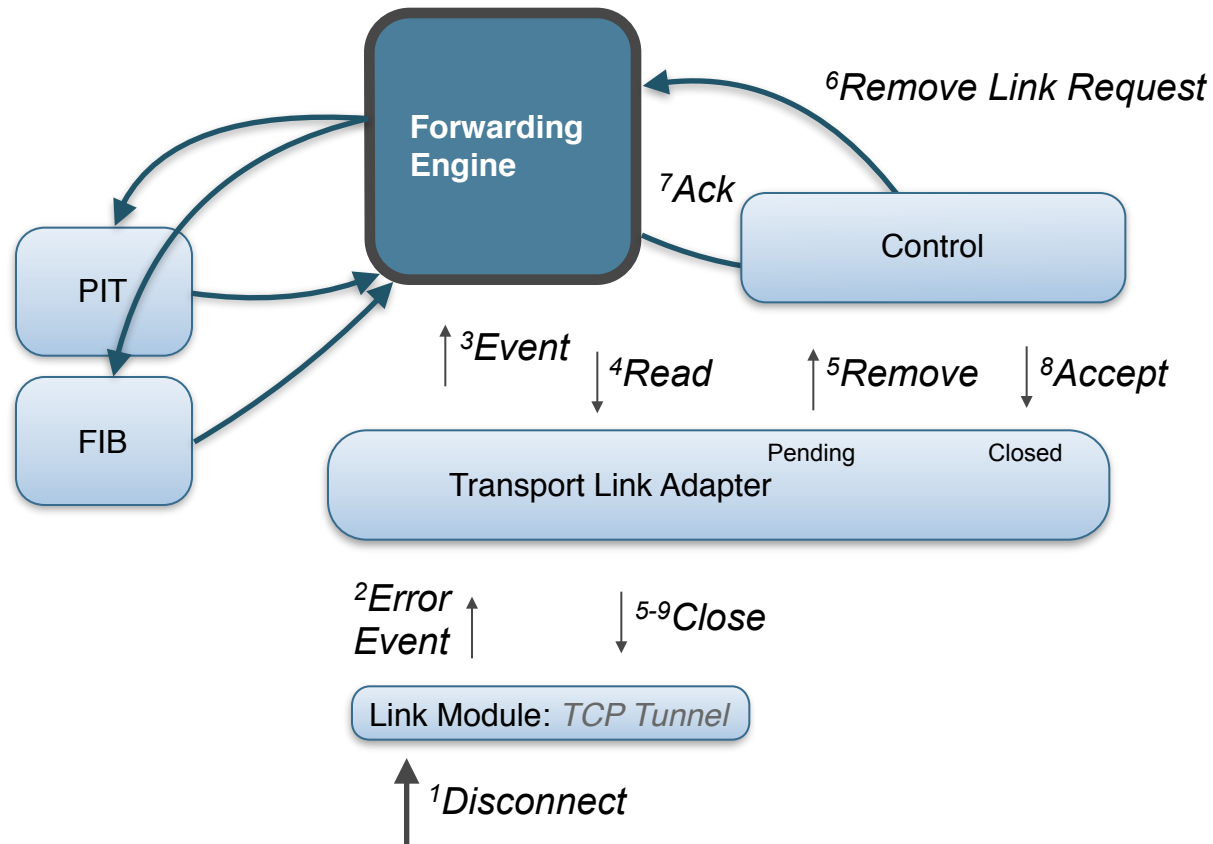 6Remove Link Request
Forwarding
Engine
7Ack
Control
PIT
3Event
4Read
5Remove
8Accept
FIB
Pending
Closed
Transport Link Adapter
2Error
Event
5-9Close
Link Module: TCP Tunnel
1Disconnect